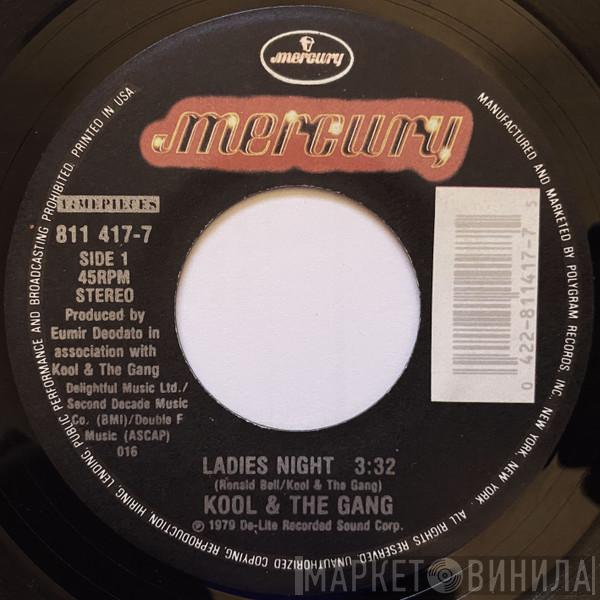 mercury
mercury
TIMEPIECES
811 417-7
SIDE 1
45RPM
STEREO
Produced by
Eumir Deodato in
association with
Kool & The Gang
Delightful Music Ltd./
Second Decade Music
Co. (BMI)/Double F
Music (ASCAP)
016
0 422-811417-7 5
LADIES NIGHT 3:32
(Ronald Bell/Kool & The Gang)
KOOL & THE GANG
℗ 1979 De-Lite Recorded Sound Corp.
MANUFACTURED AND MARKETED BY POLYGRAM RECORDS, INC., NEW YORK, NEW YORK. ALL RIGHTS RESERVED. UNAUTHORIZED COPYING, REPRODUCTION, HIRING, LENDING, PUBLIC PERFORMANCE AND BROADCASTING PROHIBITED. PRINTED IN USA.
МАРКЕТ ВИНИЛА